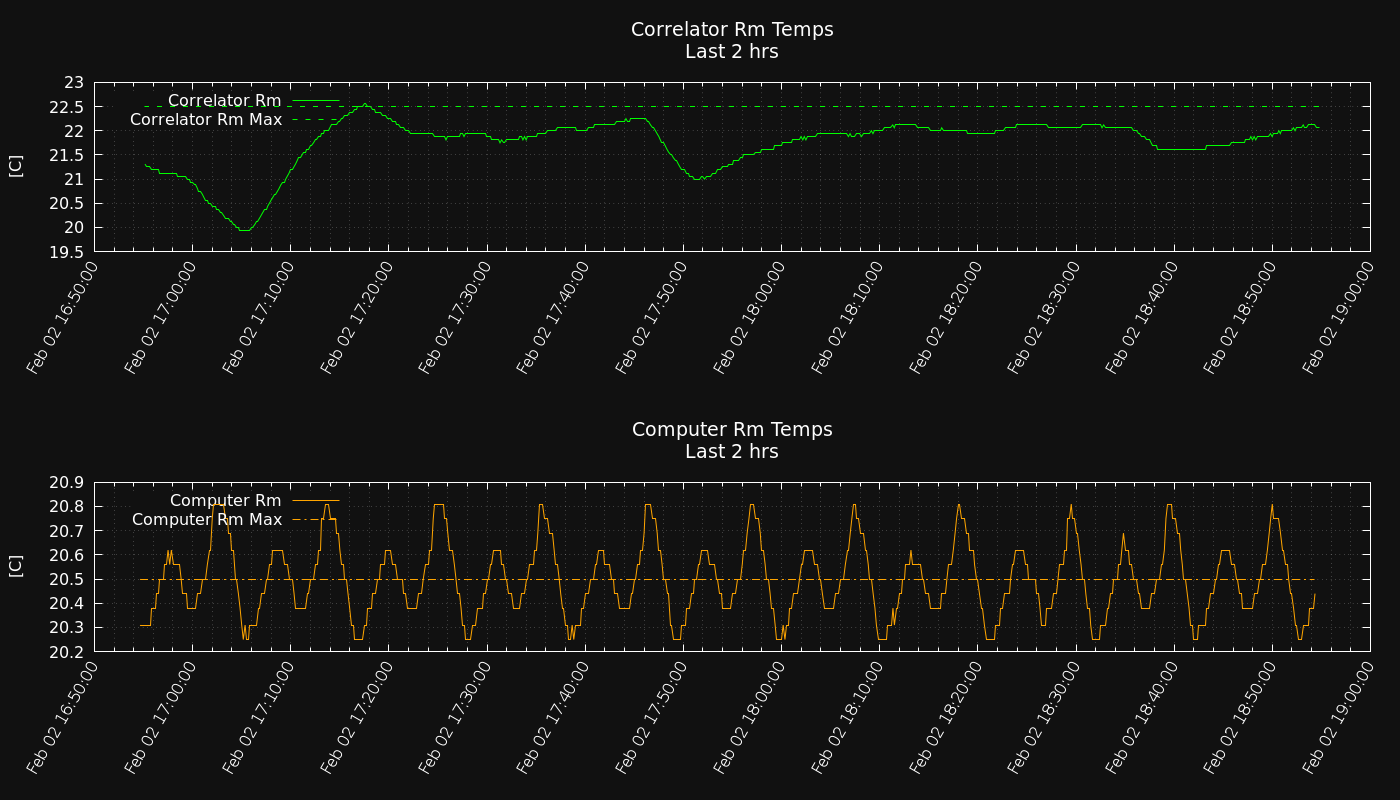 Correlator Rm Temps
Last 2 hrs
23
22.5
22
21.5
21
20.5
20
19.5
[C]
Correlator Rm
Correlator Rm Max
Feb 02 16:50:00
Feb 02 17:00:00
Feb 02 17:10:00
Feb 02 17:20:00
Feb 02 17:30:00
Feb 02 17:40:00
Feb 02 17:50:00
Feb 02 18:00:00
Feb 02 18:10:00
Feb 02 18:20:00
Feb 02 18:30:00
Feb 02 18:40:00
Feb 02 18:50:00
Feb 02 19:00:00
Computer Rm Temps
Last 2 hrs
20.9
20.8
20.7
20.6
20.5
20.4
20.3
20.2
[C]
Computer Rm
Computer Rm Max
Feb 02 16:50:00
Feb 02 17:00:00
Feb 02 17:10:00
Feb 02 17:20:00
Feb 02 17:30:00
Feb 02 17:40:00
Feb 02 17:50:00
Feb 02 18:00:00
Feb 02 18:10:00
Feb 02 18:20:00
Feb 02 18:30:00
Feb 02 18:40:00
Feb 02 18:50:00
Feb 02 19:00:00